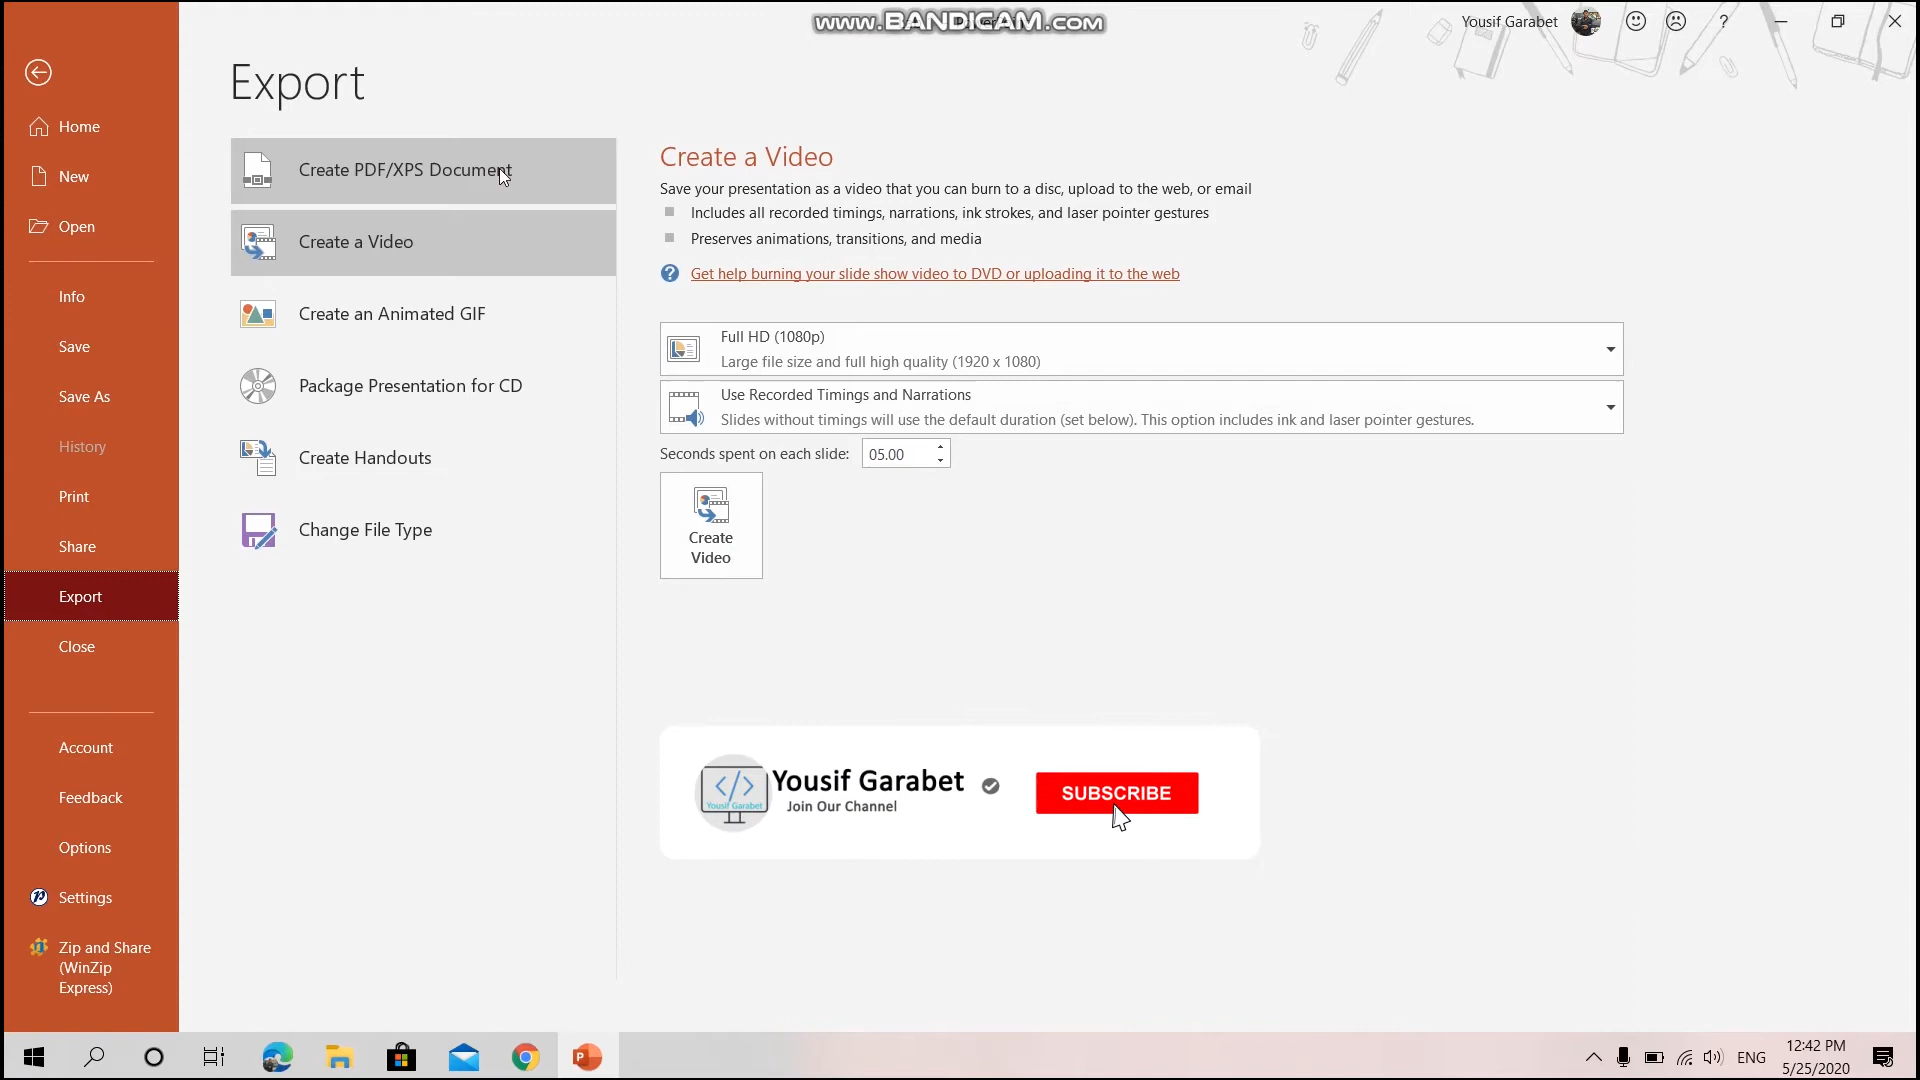 www.BANDICAM.com
Yousif Garabet
?
Export
Home
New
Open
Info
Save
Save As
History
Print
Share
Export
Close
Account
Feedback
Options
Settings
Zip and Share
(WinZip
Express)
Create PDF/XPS Document
Create a Video
Create an Animated GIF
Package Presentation for CD
Create Handouts
Change File Type
Create a Video
Save your presentation as a video that you can burn to a disc, upload to the web, or email
Includes all recorded timings, narrations, ink strokes, and laser pointer gestures
Preserves animations, transitions, and media
Get help burning your slide show video to DVD or uploading it to the web
Full HD (1080p)
Large file size and full high quality (1920 x 1080)
Use Recorded Timings and Narrations
Slides without timings will use the default duration (set below). This option includes ink and laser pointer gestures.
Seconds spent on each slide: 05.00
Create
Video
Yousif Garabet
Yousif Garabet
Join Our Channel
SUBSCRIBE
ENG
12:42 PM
5/25/2020